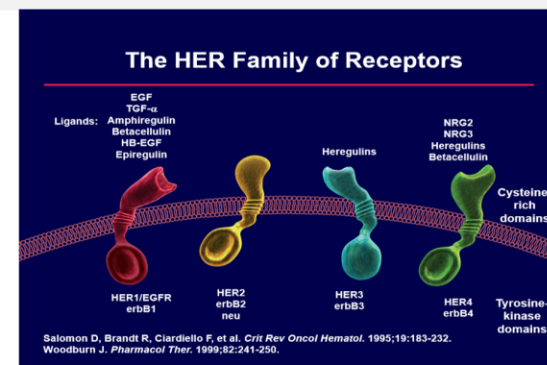 The HER Family of Receptors
Ligands:
EGF
TGF-α
Amphiregulin
Betacellulin
HB-EGF
Epiregulin
Heregulins
NRG2
NRG3
Heregulins
Betacellulin
Cysteine
rich
domains
HER1/EGFR
erbB1
HER2
erbB2
neu
HER3
erbB3
HER4
erbB4
Tyrosine-
kinase
domains
Salomon D, Brandt R, Ciardiello F, et al. Crit Rev Oncol Hematol. 1995;19:183-232.
Woodburn J. Pharmacol Ther. 1999;82:241-250.